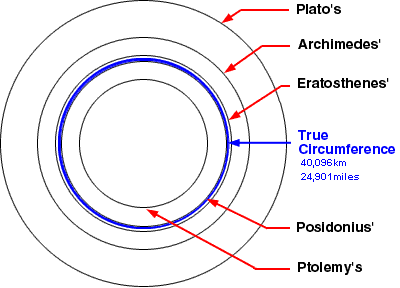 Plato's
Archimedes'
Eratosthenes'
True
Circumference
40,096km
24,901miles
Posidonius'
Ptolemy's